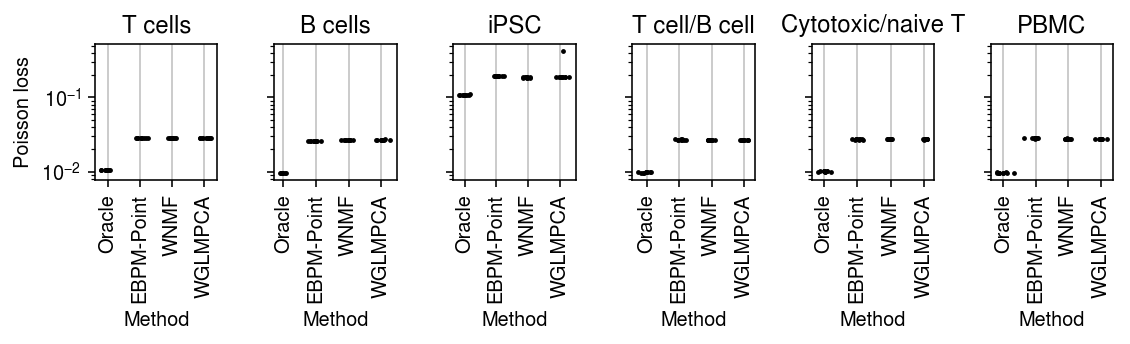 T cells
B cells
iPSC
T cell/B cell
Cytotoxic/naive T
PBMC
Poisson loss
10⁻¹
10⁻²
Oracle
EBPM-Point
WNMF
WGLMPCA
Method
Oracle
EBPM-Point
WNMF
WGLMPCA
Method
Oracle
EBPM-Point
WNMF
WGLMPCA
Method
Oracle
EBPM-Point
WNMF
WGLMPCA
Method
Oracle
EBPM-Point
WNMF
WGLMPCA
Method
Oracle
EBPM-Point
WNMF
WGLMPCA
Method